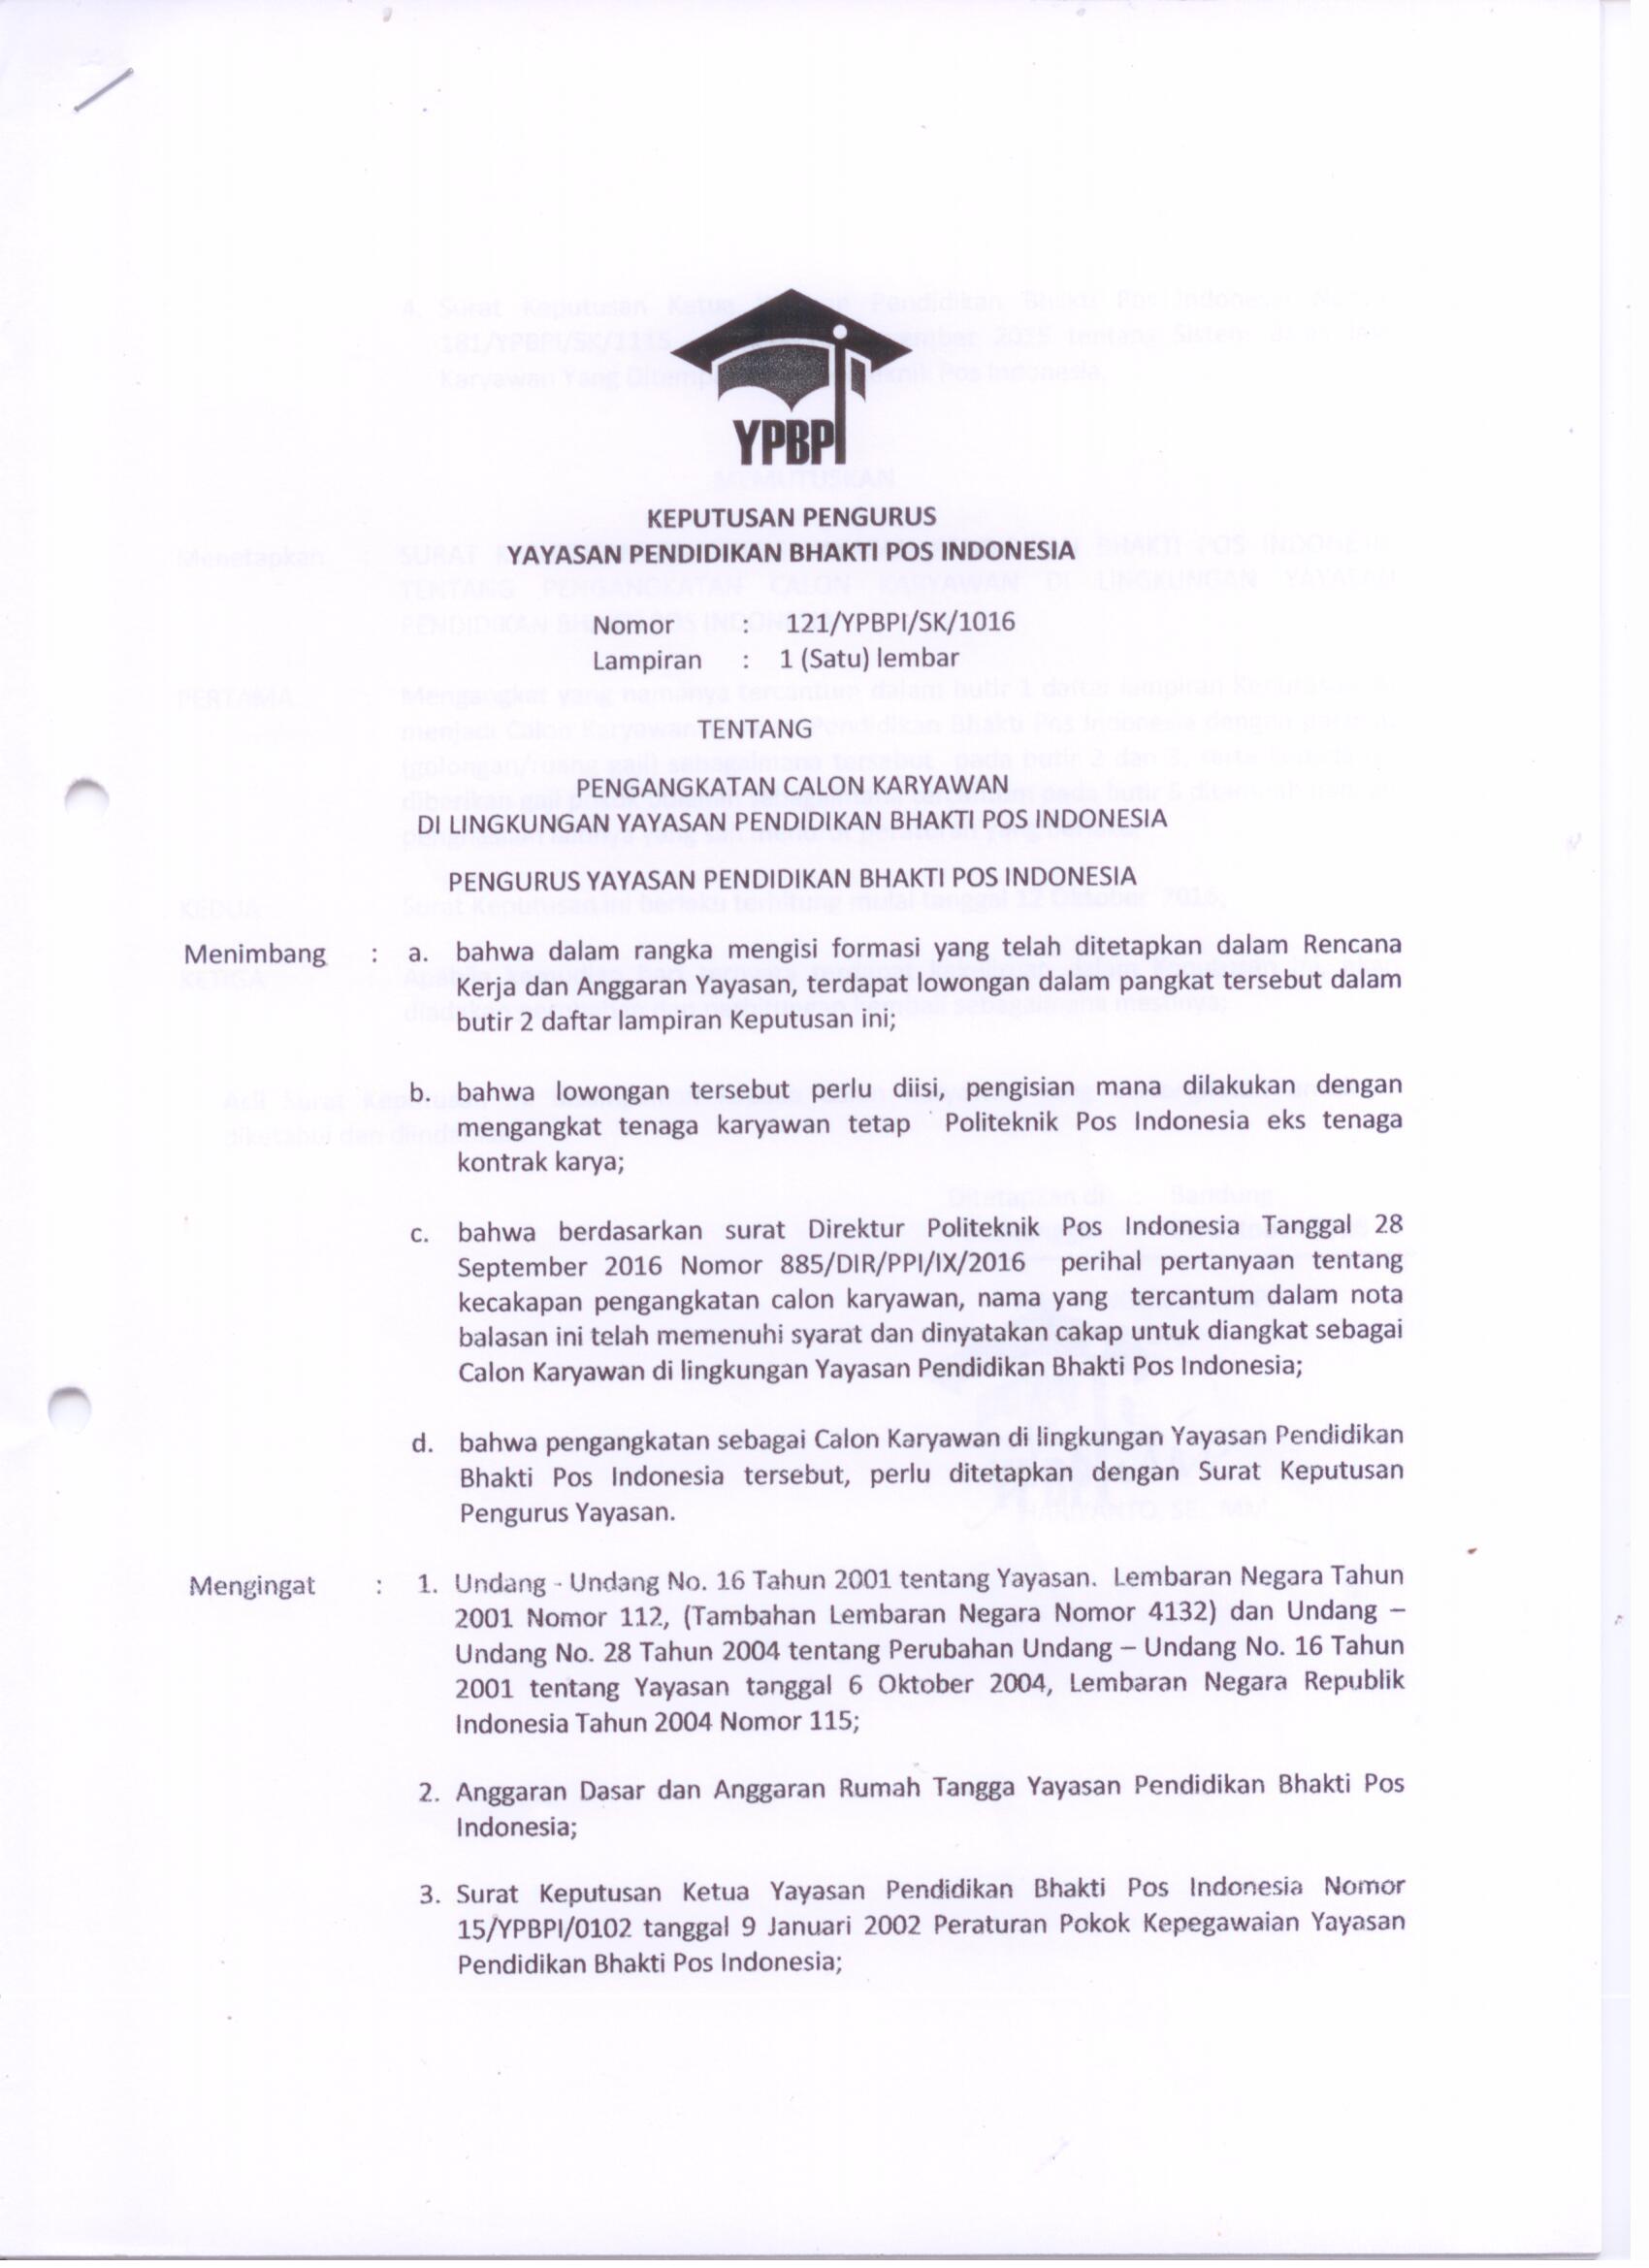 YPBPI
KEPUTUSAN PENGURUS
YAYASAN PENDIDIKAN BHAKTI POS INDONESIA
Nomor : 121/YPBPI/SK/1016
Lampiran : 1 (Satu) lembar
TENTANG
PENGANGKATAN CALON KARYAWAN
DI LINGKUNGAN YAYASAN PENDIDIKAN BHAKTI POS INDONESIA
PENGURUS YAYASAN PENDIDIKAN BHAKTI POS INDONESIA
Menimbang : a. bahwa dalam rangka mengisi formasi yang telah ditetapkan dalam Rencana
Kerja dan Anggaran Yayasan, terdapat lowongan dalam pangkat tersebut dalam
butir 2 daftar lampiran Keputusan ini;
b. bahwa lowongan tersebut perlu diisi, pengisian mana dilakukan dengan
mengangkat tenaga karyawan tetap Politeknik Pos Indonesia eks tenaga
kontrak karya;
c. bahwa berdasarkan surat Direktur Politeknik Pos Indonesia Tanggal 28
September 2016 Nomor 885/DIR/PPI/IX/2016 perihal pertanyaan tentang
kecakapan pengangkatan calon karyawan, nama yang tercantum dalam nota
balasan ini telah memenuhi syarat dan dinyatakan cakap untuk diangkat sebagai
Calon Karyawan di lingkungan Yayasan Pendidikan Bhakti Pos Indonesia;
d. bahwa pengangkatan sebagai Calon Karyawan di lingkungan Yayasan Pendidikan
Bhakti Pos Indonesia tersebut, perlu ditetapkan dengan Surat Keputusan
Pengurus Yayasan.
Mengingat : 1. Undang - Undang No. 16 Tahun 2001 tentang Yayasan. Lembaran Negara Tahun
2001 Nomor 112, (Tambahan Lembaran Negara Nomor 4132) dan Undang –
Undang No. 28 Tahun 2004 tentang Perubahan Undang – Undang No. 16 Tahun
2001 tentang Yayasan tanggal 6 Oktober 2004, Lembaran Negara Republik
Indonesia Tahun 2004 Nomor 115;
2. Anggaran Dasar dan Anggaran Rumah Tangga Yayasan Pendidikan Bhakti Pos
Indonesia;
3. Surat Keputusan Ketua Yayasan Pendidikan Bhakti Pos Indonesia Nomor
15/YPBPI/0102 tanggal 9 Januari 2002 Peraturan Pokok Kepegawaian Yayasan
Pendidikan Bhakti Pos Indonesia;